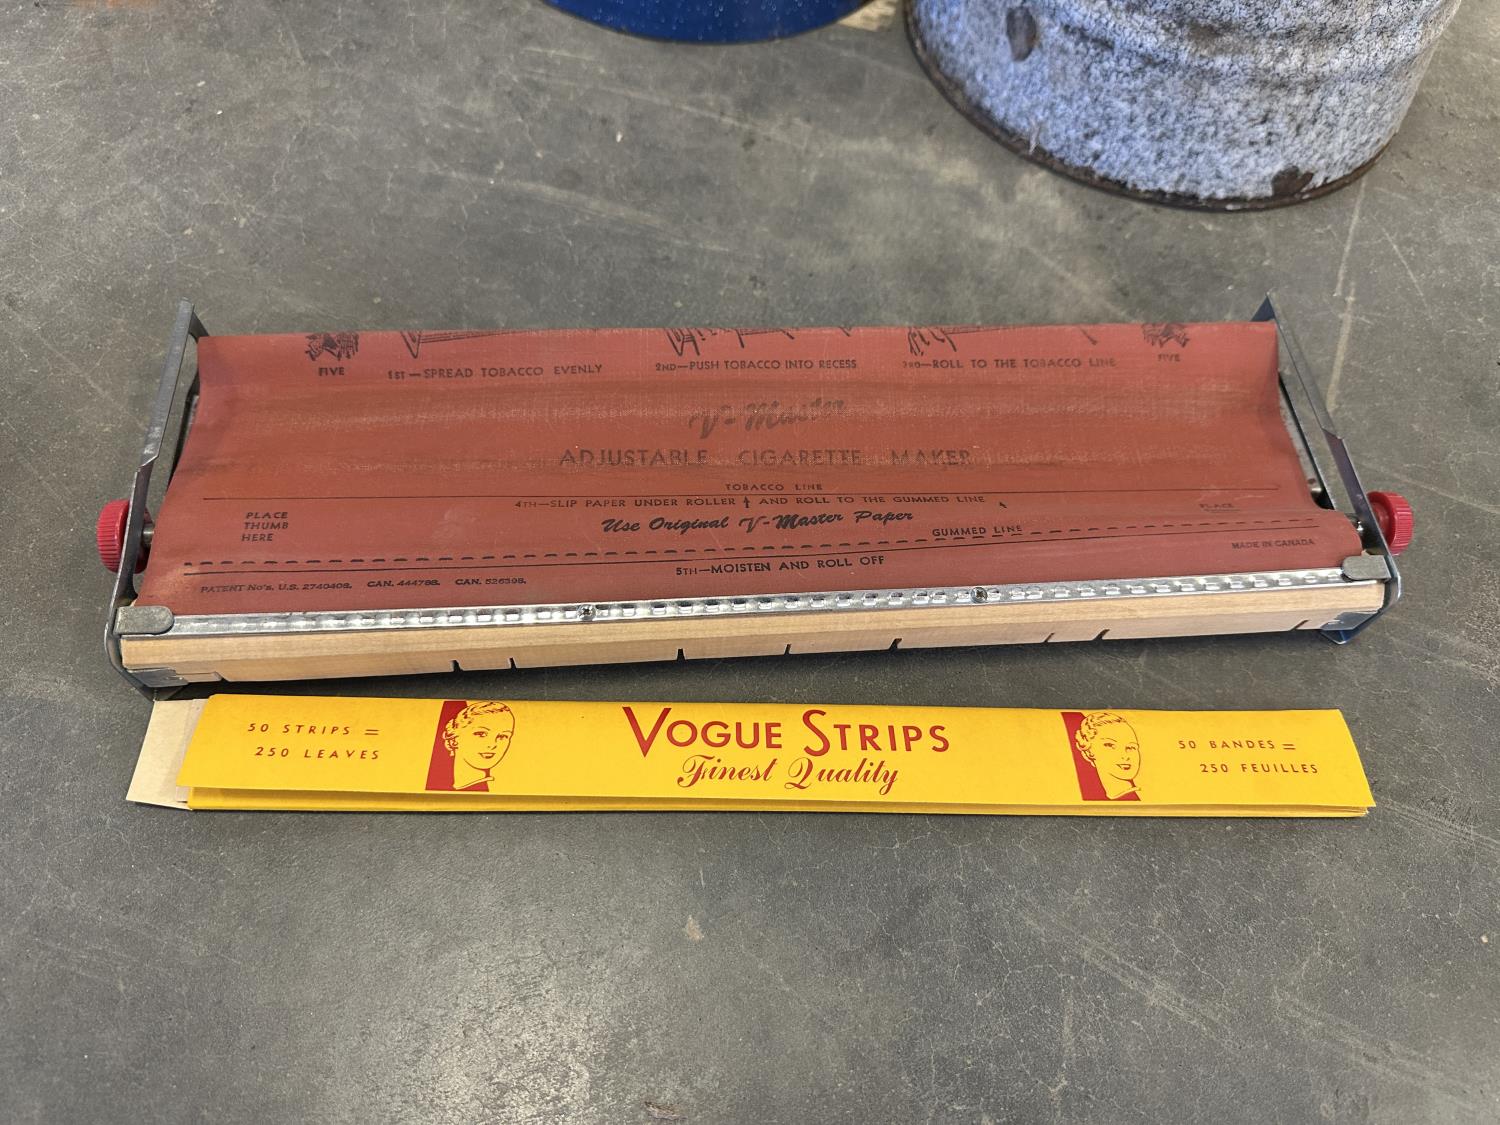 FIVE
1ST—SPREAD TOBACCO EVENLY
2ND—PUSH TOBACCO INTO RECESS
3RD—ROLL TO THE TOBACCO LINE
FIVE
V-Master
ADJUSTABLE CIGARETTE MAKER
TOBACCO LINE
4TH—SLIP PAPER UNDER ROLLER AND ROLL TO THE GUMMED LINE
PLACE
THUMB
HERE
PLACE
Use Original V-Master Paper
GUMMED LINE
MADE IN CANADA
5TH—MOISTEN AND ROLL OFF
PATENT No's, U.S. 2740408. CAN. 444788. CAN. 526398.
50 STRIPS =
250 LEAVES
VOGUE STRIPS
Finest Quality
50 BANDES =
250 FEUILLES